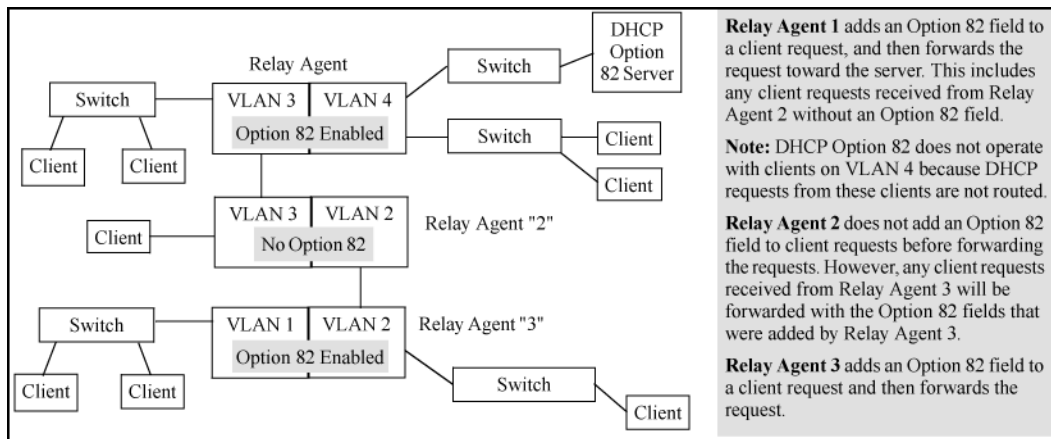 DHCP
Option
82 Server
Relay Agent
Switch
Switch
VLAN 3
VLAN 4
Option 82 Enabled
Switch
Client
Client
Client
Client
VLAN 3
VLAN 2
Relay Agent "2"
Client
No Option 82
Switch
VLAN 1
VLAN 2
Relay Agent "3"
Option 82 Enabled
Client
Client
Switch
Client
Relay Agent 1 adds an Option 82 field to
a client request, and then forwards the
request toward the server. This includes
any client requests received from Relay
Agent 2 without an Option 82 field.
Note: DHCP Option 82 does not operate
with clients on VLAN 4 because DHCP
requests from these clients are not routed.
Relay Agent 2 does not add an Option 82
field to client requests before forwarding
the requests. However, any client requests
received from Relay Agent 3 will be
forwarded with the Option 82 fields that
were added by Relay Agent 3.
Relay Agent 3 adds an Option 82 field to
a client request and then forwards the
request.